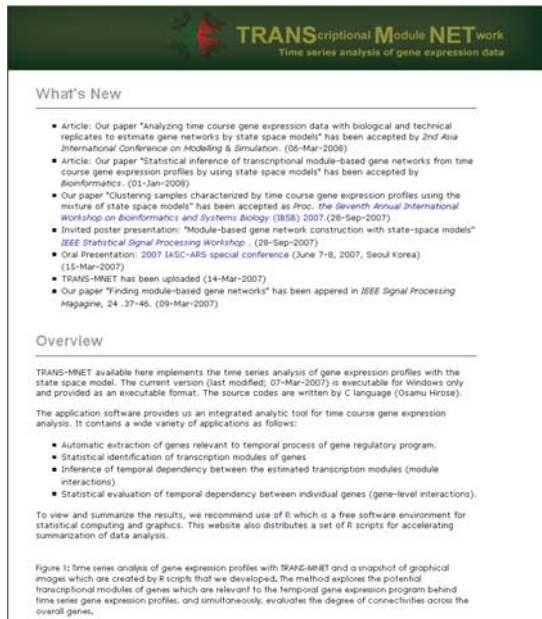 TRANScriptional Module NETwork
Time series analysis of gene expression data
What's New
Article: Our paper "Analyzing time course gene expression data with biological and technical
replicates to estimate gene networks by state space models" has been accepted by 2nd Asia
International Conference on Modelling & Simulation. (06-Mar-2008)
Article: Our paper "Statistical inference of transcriptional module-based gene networks from time
course gene expression profiles by using state space models" has been accepted by
Bioinformatics. (01-Jan-2008)
Our paper "Clustering samples characterized by time course gene expression profiles using the
mixture of state space models" has been accepted as Proc. the Seventh Annual International
Workshop on Bioinformatics and Systems Biology (IBSB) 2007.(28-Sep-2007)
Invited poster presentation: "Module-based gene network construction with state-space models"
IEEE Statistical Signal Processing Workshop . (28-Sep-2007)
Oral Presentation: 2007 IASC-ARS special conference (June 7-8, 2007, Seoul Korea)
(15-Mar-2007)
TRANS-MNET has been uploaded (14-Mar-2007)
Our paper "Finding module-based gene networks" has been appered in IEEE Signal Processing
Magagine, 24 .37-46. (09-Mar-2007)
Overview
TRANS-MNET available here implements the time series analysis of gene expression profiles with the
state space model. The current version (last modified; 07-Mar-2007) is executable for Windows only
and provided as an executable format. The source codes are written by C language (Osamu Hirose).
The application software provides us an integrated analytic tool for time course gene expression
analysis. It contains a wide variety of applications as follows:
Automatic extraction of genes relevant to temporal process of gene regulatory program.
Statistical identification of transcription modules of genes
Inference of temporal dependency between the estimated transcription modules (module
interactions)
Statistical evaluation of temporal dependency between individual genes (gene-level interactions).
To view and summarize the results, we recommend use of R which is a free software environment for
statistical computing and graphics. This website also distributes a set of R scripts for accelerating
summarization of data analysis.
Figure 1: Time series analysis of gene expression profiles with TRANS-MNET and a snapshot of graphical
images which are created by R scripts that we developed. The method explores the potential
transcriptional modules of genes which are relevant to the temporal gene expression program behind
time series gene expression profiles, and simultaneously, evaluates the degree of connectivities across the
overall genes.